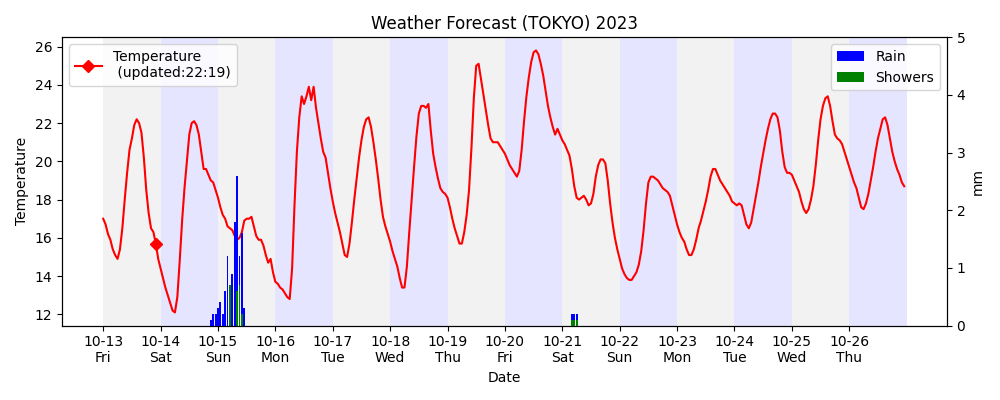 Weather Forecast (TOKYO) 2023
Temperature
(updated:22:19)
Rain
Showers
Temperature
26
24
22
20
18
16
14
12
5
4
3
2
1
0
mm
10-13 10-14 10-15 10-16 10-17 10-18 10-19 10-20 10-21 10-22 10-23 10-24 10-25 10-26
Fri Sat Sun Mon Tue Wed Thu Fri Sat Sun Mon Tue Wed Thu
Date